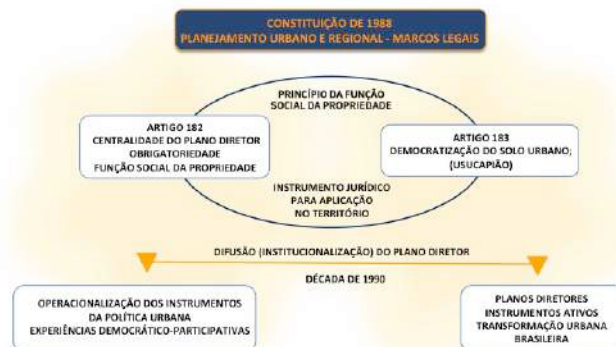 CONSTITUIÇÃO DE 1988
PLANEJAMENTO URBANO E REGIONAL - MARCOS LEGAIS
PRINCÍPIO DA FUNÇÃO
SOCIAL DA PROPRIEDADE
ARTIGO 182
CENTRALIDADE DO PLANO DIRETOR
OBRIGATORIEDADE
FUNÇÃO SOCIAL DA PROPRIEDADE
ARTIGO 183
DEMOCRATIZAÇÃO DO SOLO URBANO;
(USUCAPIÃO)
INSTRUMENTO JURÍDICO
PARA APLICAÇÃO
NO TERRITÓRIO
DIFUSÃO (INSTITUCIONALIZAÇÃO) DO PLANO DIRETOR
DÉCADA DE 1990
OPERACIONALIZAÇÃO DOS INSTRUMENTOS
DA POLÍTICA URBANA
EXPERIÊNCIAS DEMOCRÁTICO-PARTICIPATIVAS
PLANOS DIRETORES
INSTRUMENTOS ATIVOS
TRANSFORMAÇÃO URBANA
BRASILEIRA